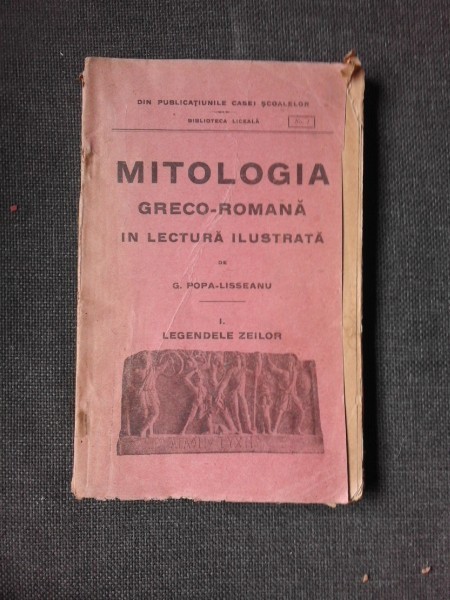 DIN PUBLICAȚIUNILE CASEI ȘCOALELOR
BIBLIOTECA LICEALĂ
MITOLOGIA
GRECO-ROMANĂ
IN LECTURĂ ILUSTRATĂ
DE
G. POPA-LISSEANU
I.
LEGENDELE ZEILOR